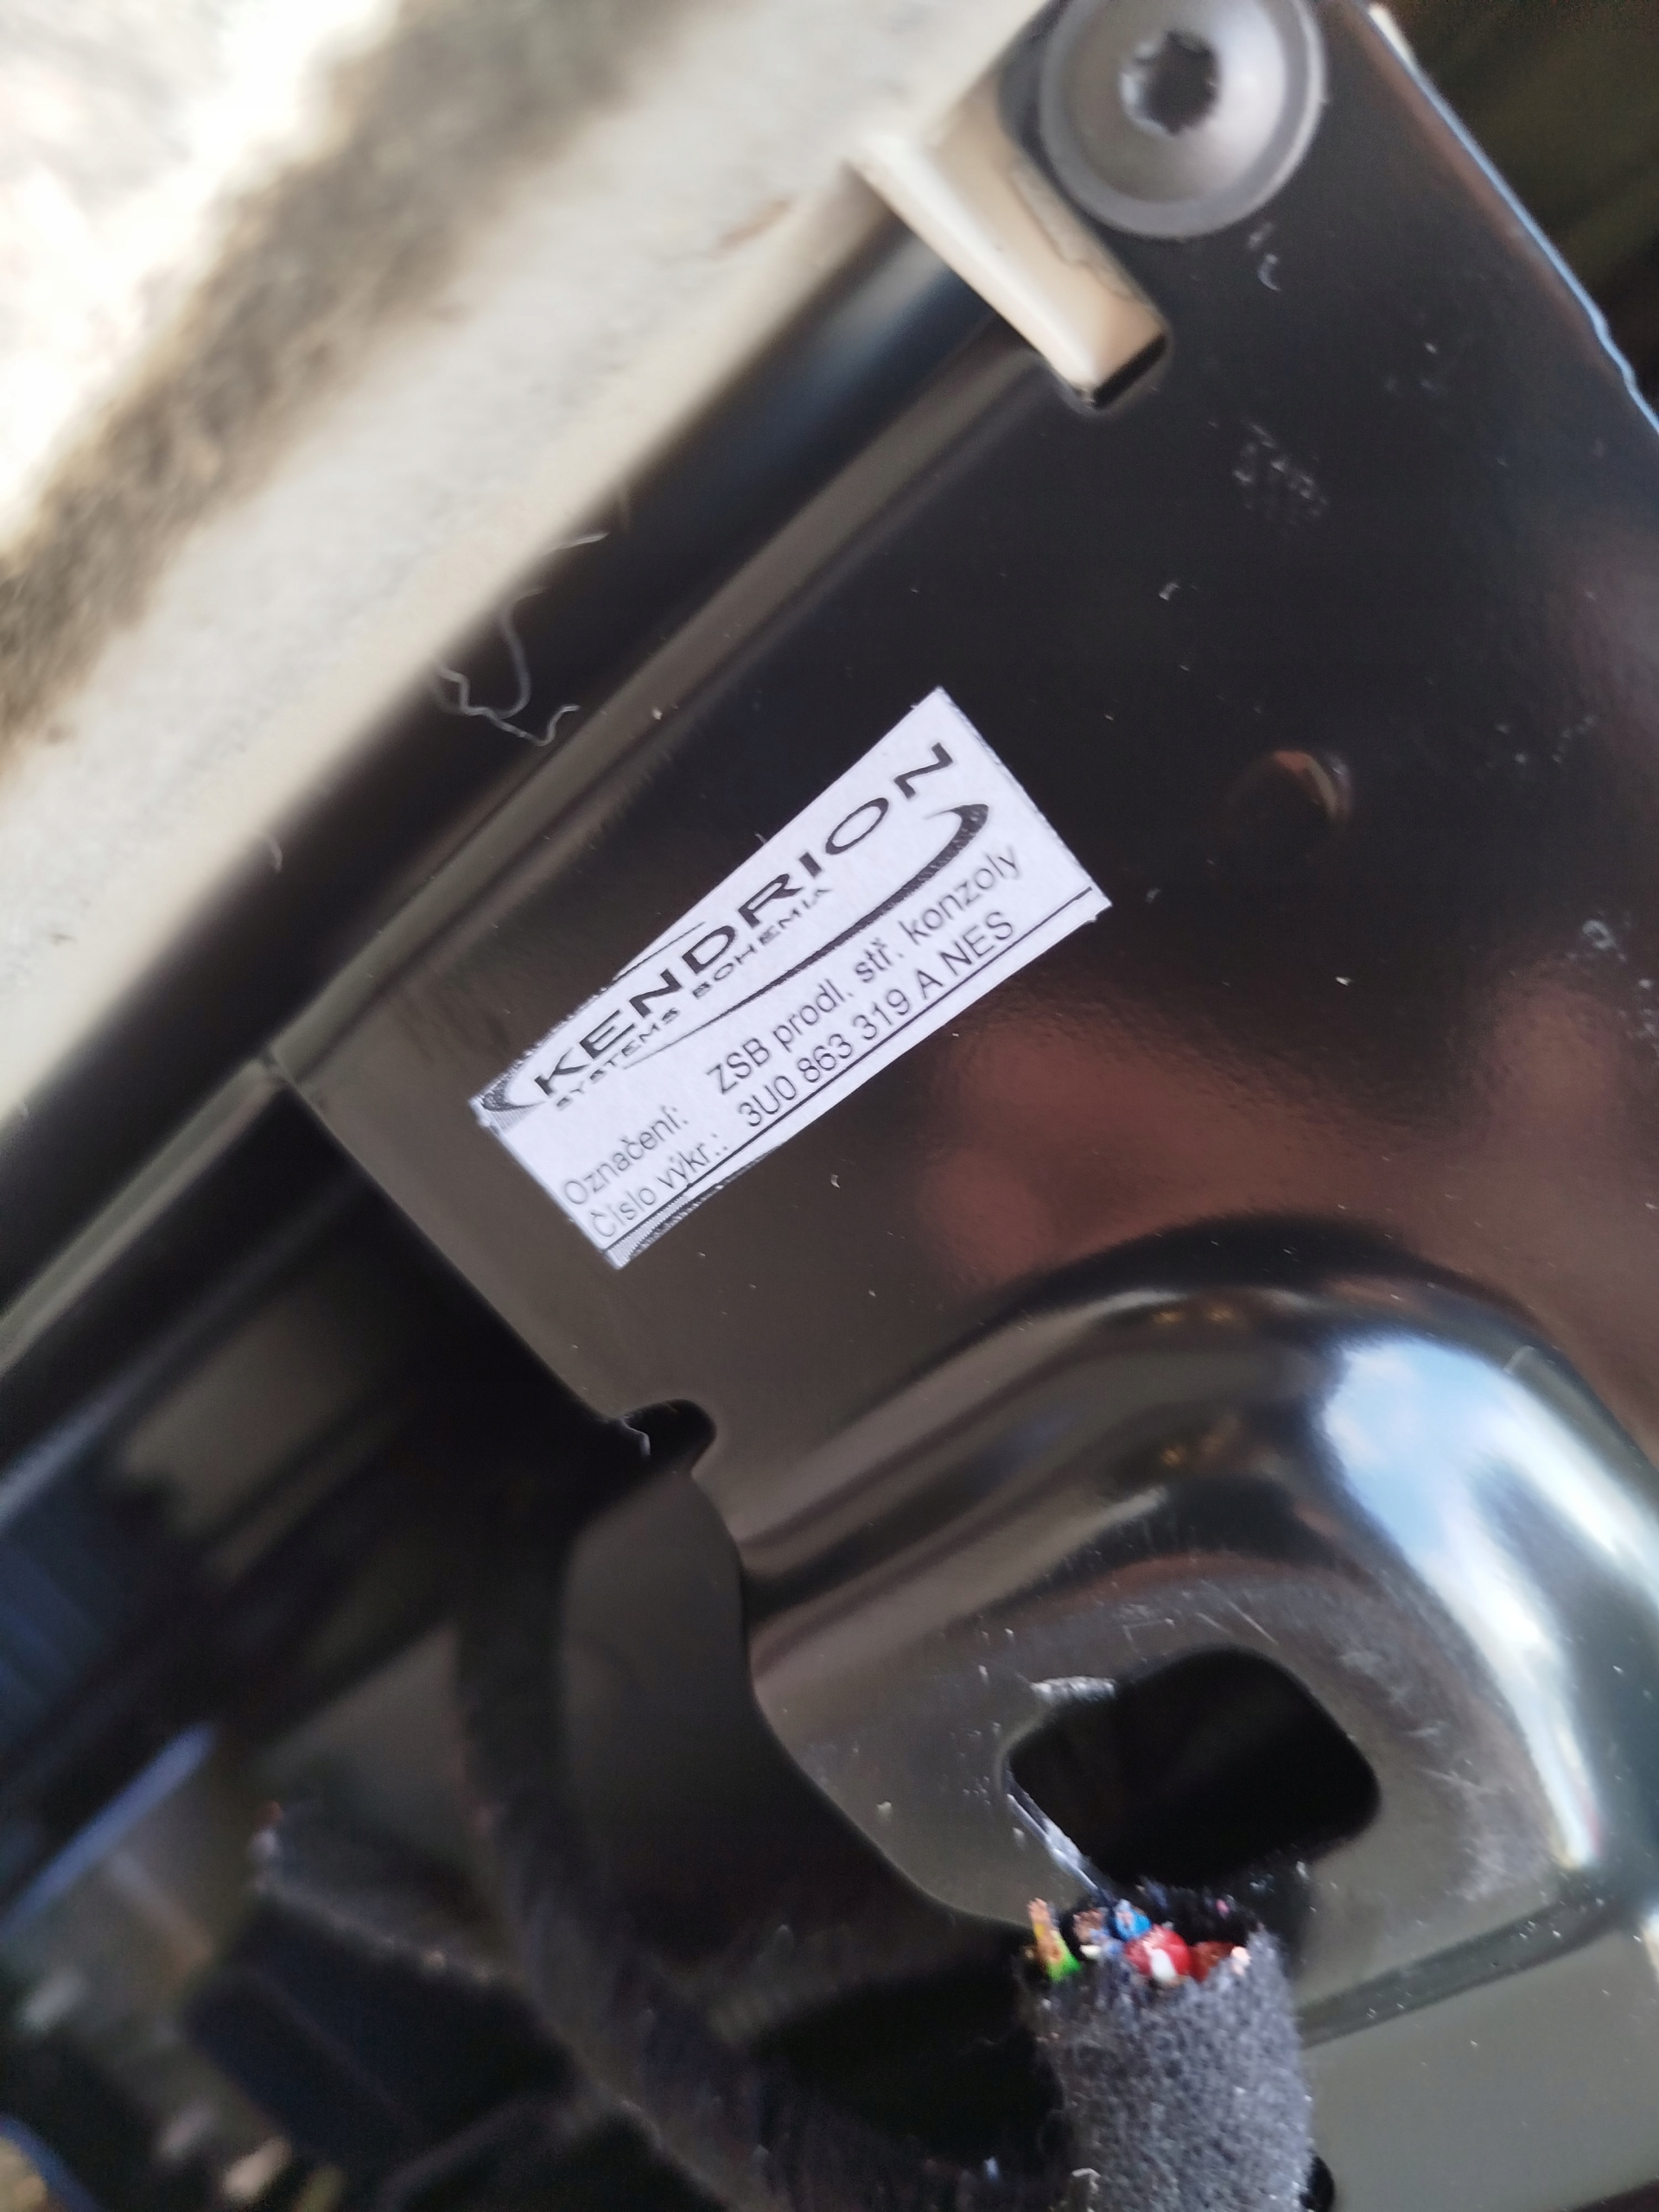 KENDRION
SYSTEMS BOHEMIA
Označení: ZSB prodl. stř. konzoly
Číslo výkr.: 3U0 863 319 A NES